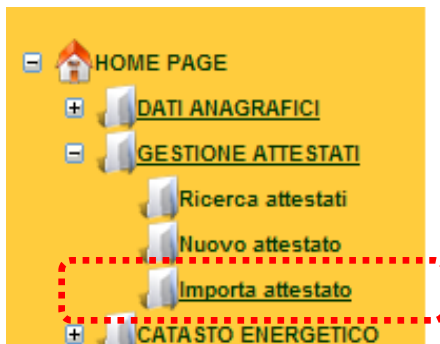 HOME PAGE
DATI ANAGRAFICI
GESTIONE ATTESTATI
Ricerca attestati
Nuovo attestato
Importa attestato
CATASTO ENERGETICO